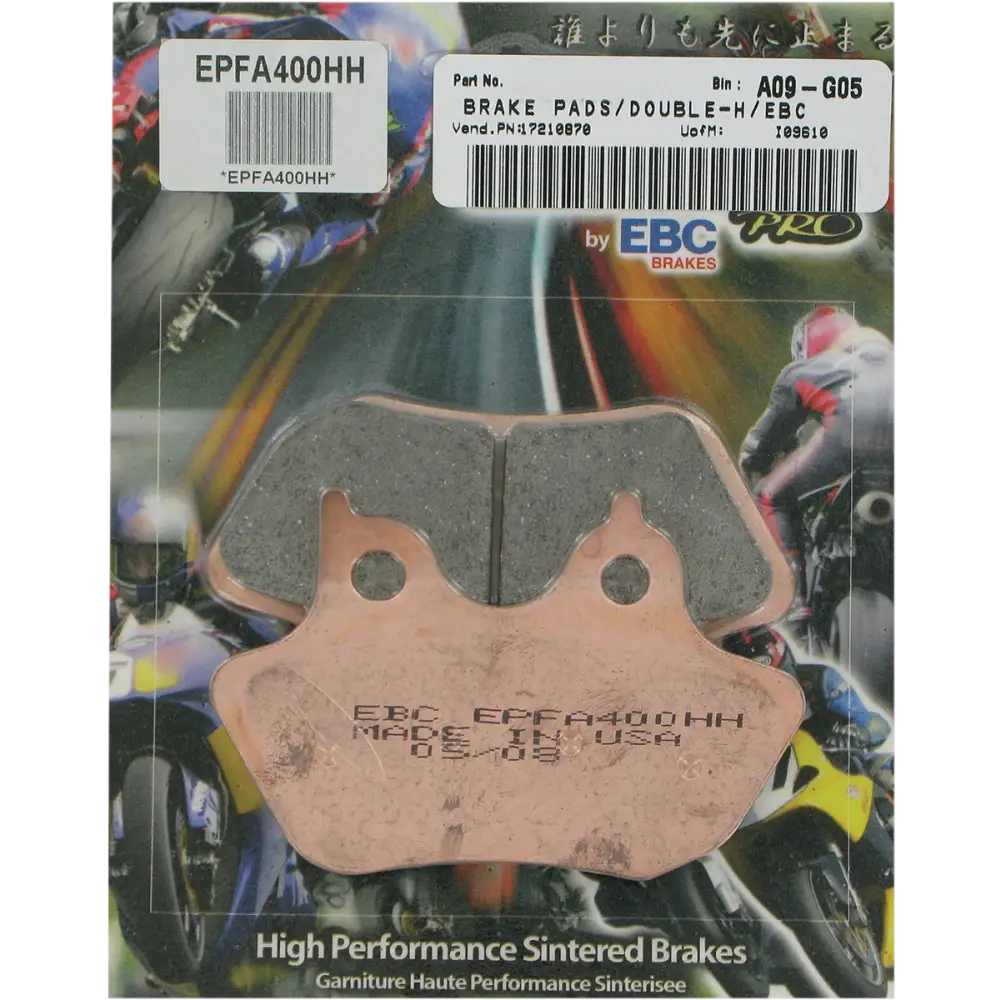 誰よりも先に止まる
EPFA400HH
*EPFA400HH*
Part No. Bin : A09-G05
BRAKE PADS/DOUBLE-H/EBC
Vend.PN:17210870 UofM: I09610
PRO
by EBC
BRAKES
EBC EPFA400HH
MADE IN USA
05/08
High Performance Sintered Brakes
Garniture Haute Performance Sinterisee